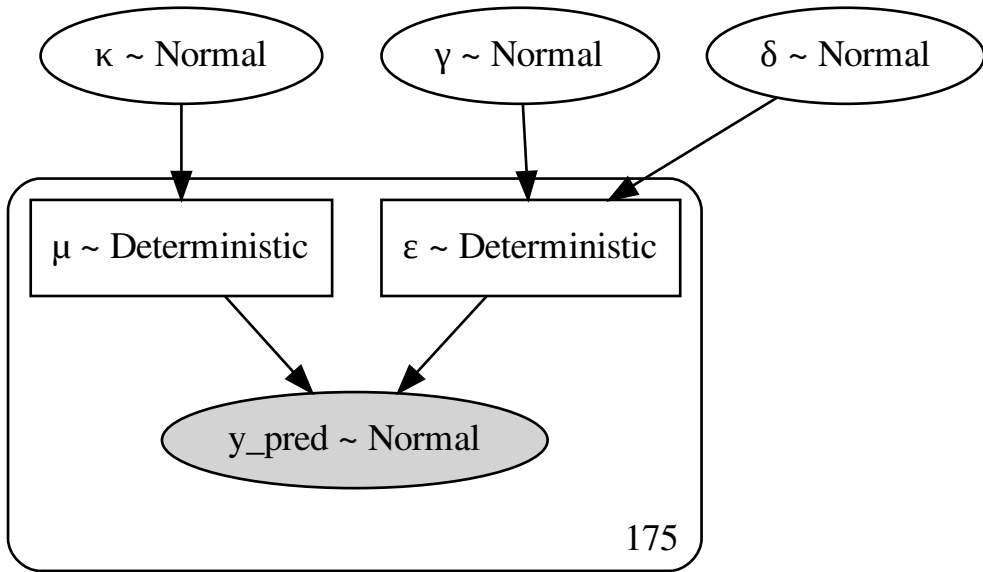 κ ~ Normal
γ ~ Normal
δ ~ Normal
μ ~ Deterministic
ε ~ Deterministic
y_pred ~ Normal
175